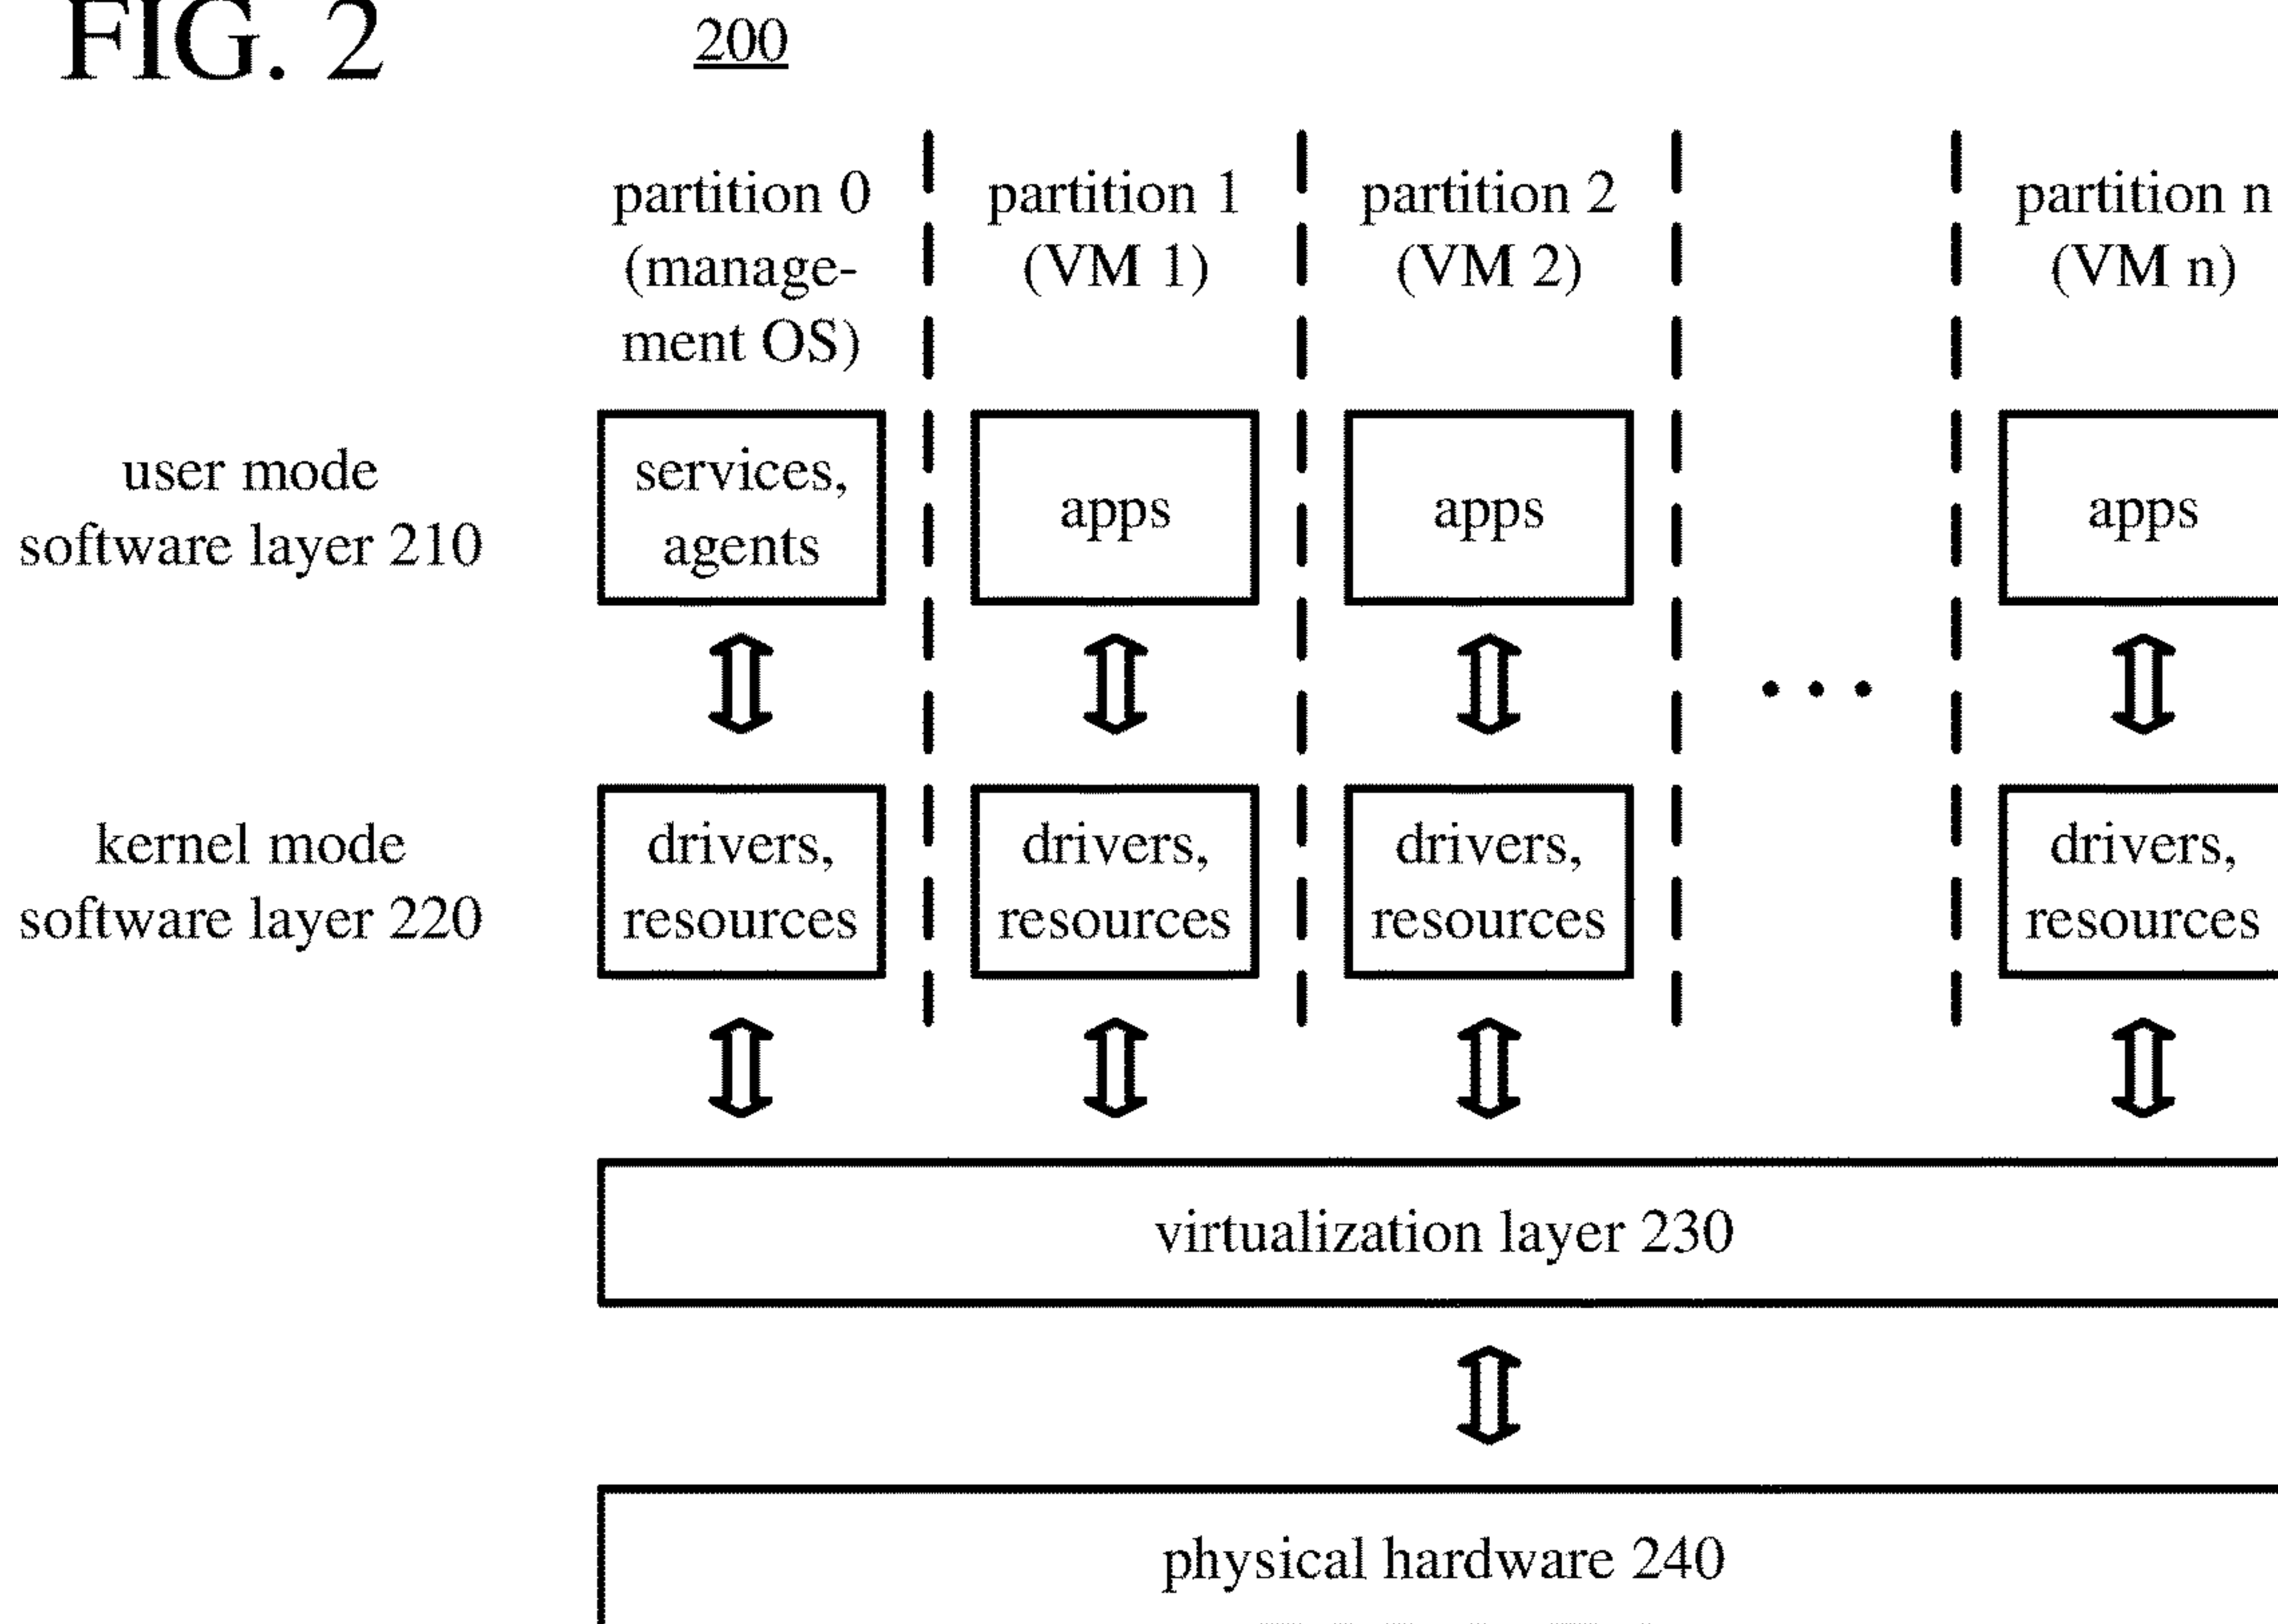 FIG. 2
200
partition 0
(manage-
ment OS)
partition 1
(VM 1)
partition 2
(VM 2)
partition n
(VM n)
user mode
software layer 210
services,
agents
apps
apps
. . .
apps
kernel mode
software layer 220
drivers,
resources
drivers,
resources
drivers,
resources
drivers,
resources
virtualization layer 230
physical hardware 240